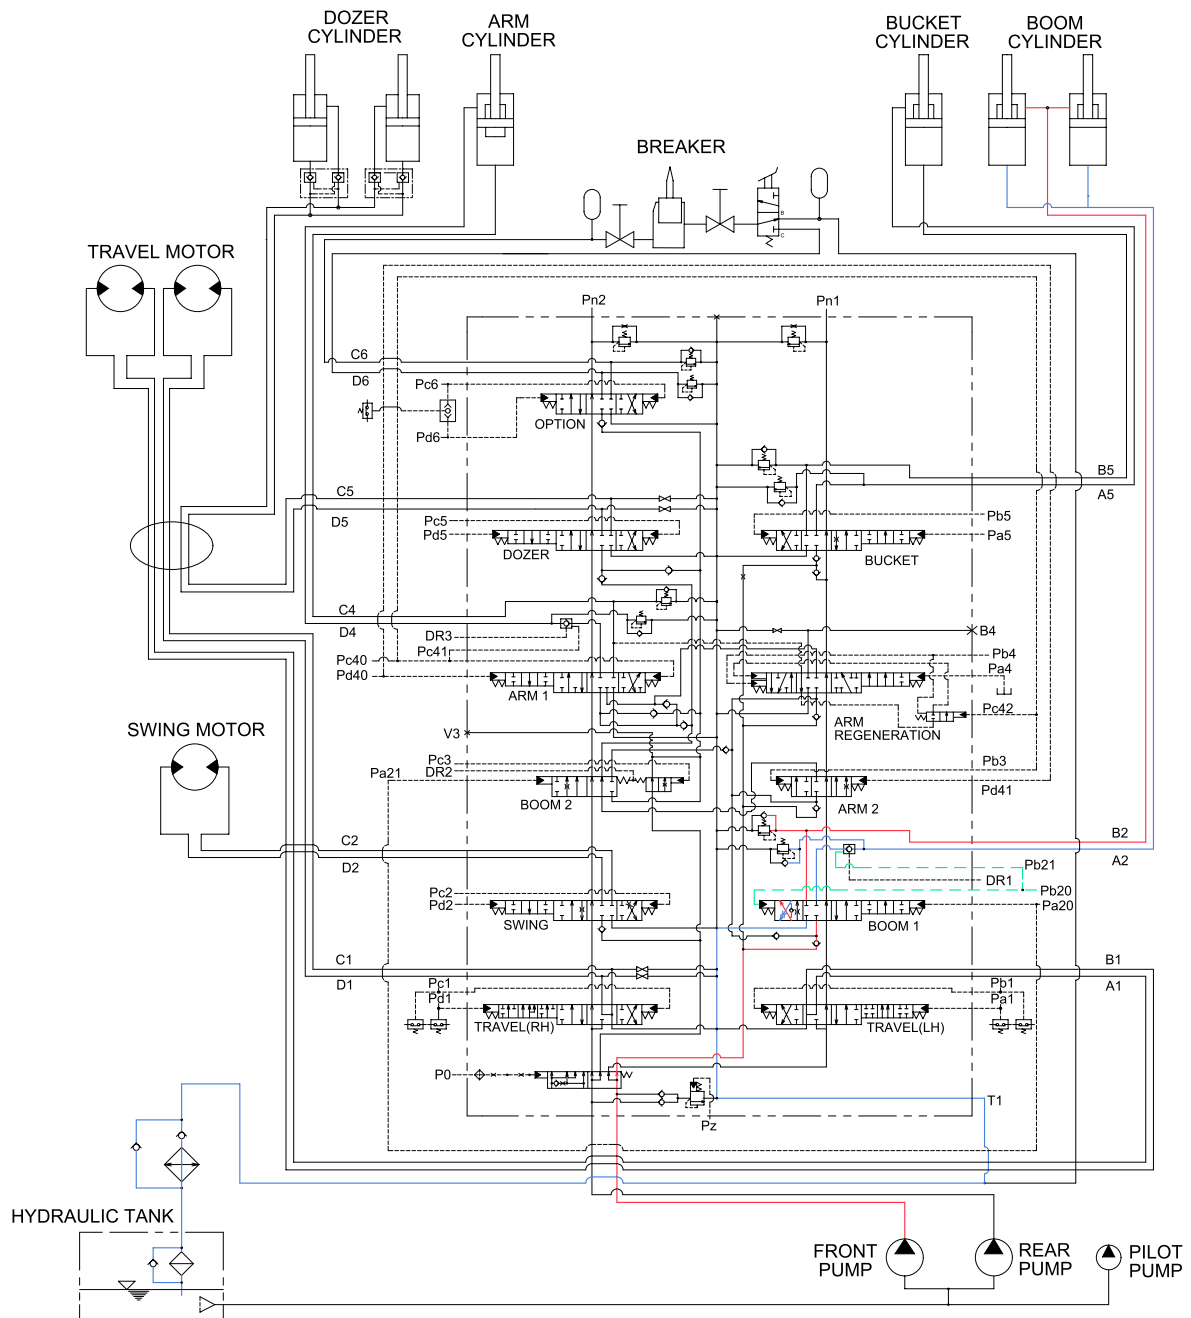 DOZER
CYLINDER
ARM
CYLINDER
BUCKET
CYLINDER
BOOM
CYLINDER
BREAKER
B
C
TRAVEL MOTOR
Pn2
Pn1
C6
D6
Pc6
Pd6
OPTION
C5
D5
Pc5
Pd5
DOZER
B5
A5
Pb5
Pa5
BUCKET
C4
D4
DR3
Pc41
Pc40
Pd40
ARM 1
B4
Pb4
Pa4
Pc42
ARM
REGENERATION
SWING MOTOR
V3
Pc3
DR2
Pa21
BOOM 2
Pb3
Pd41
ARM 2
C2
D2
B2
A2
Pb21
DR1
Pb20
Pa20
Pc2
Pd2
SWING
BOOM 1
C1
D1
Pc1
Pd1
TRAVEL(RH)
B1
A1
Pb1
Pa1
TRAVEL(LH)
P0
Pz
T1
HYDRAULIC TANK
FRONT
PUMP
REAR
PUMP
PILOT
PUMP